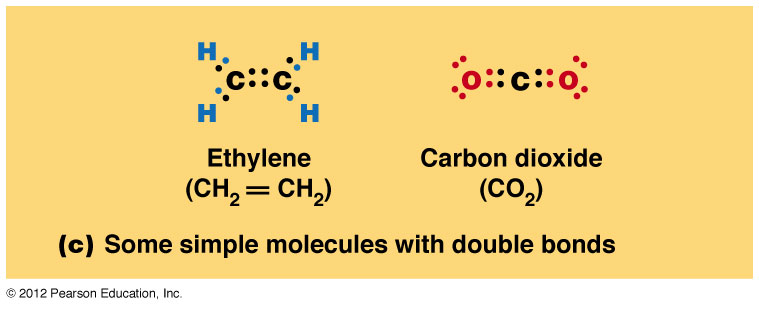 H H
C::C
H H
O::C::O
Ethylene
(CH₂=CH₂)
Carbon dioxide
(CO₂)
(c) Some simple molecules with double bonds
© 2012 Pearson Education, Inc.